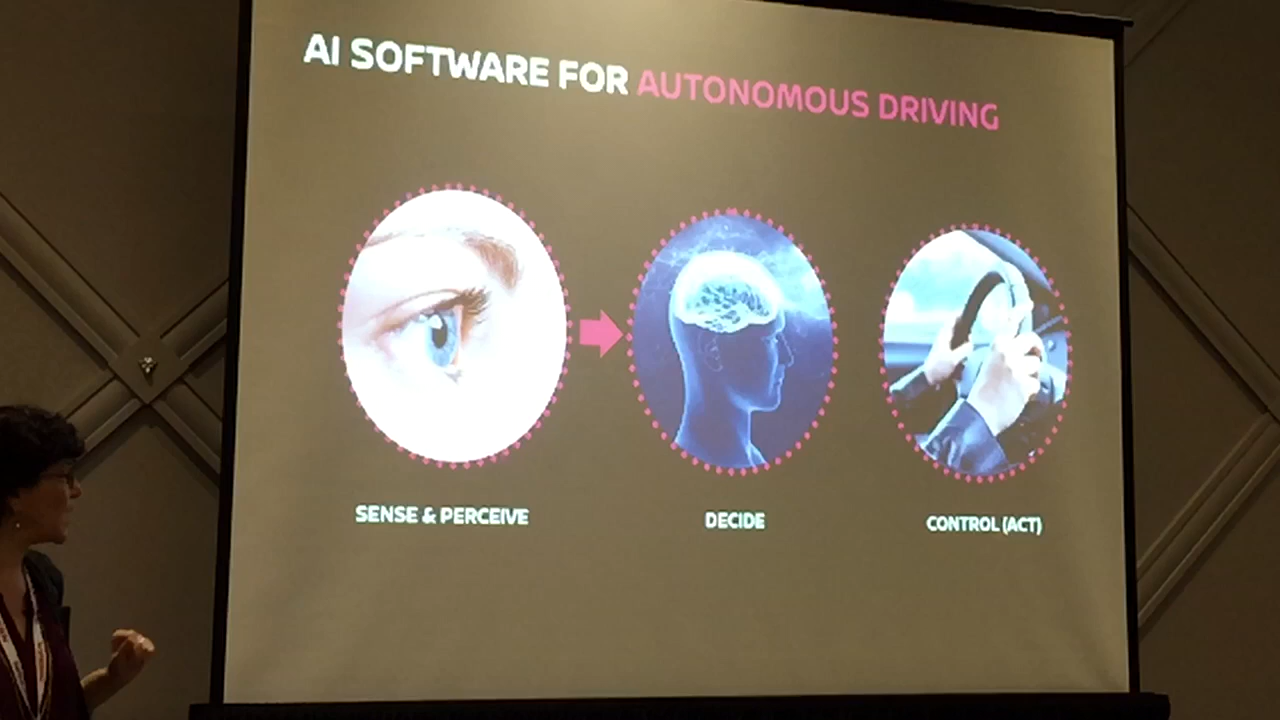 AI SOFTWARE FOR AUTONOMOUS DRIVING
SENSE & PERCEIVE
DECIDE
CONTROL (ACT)